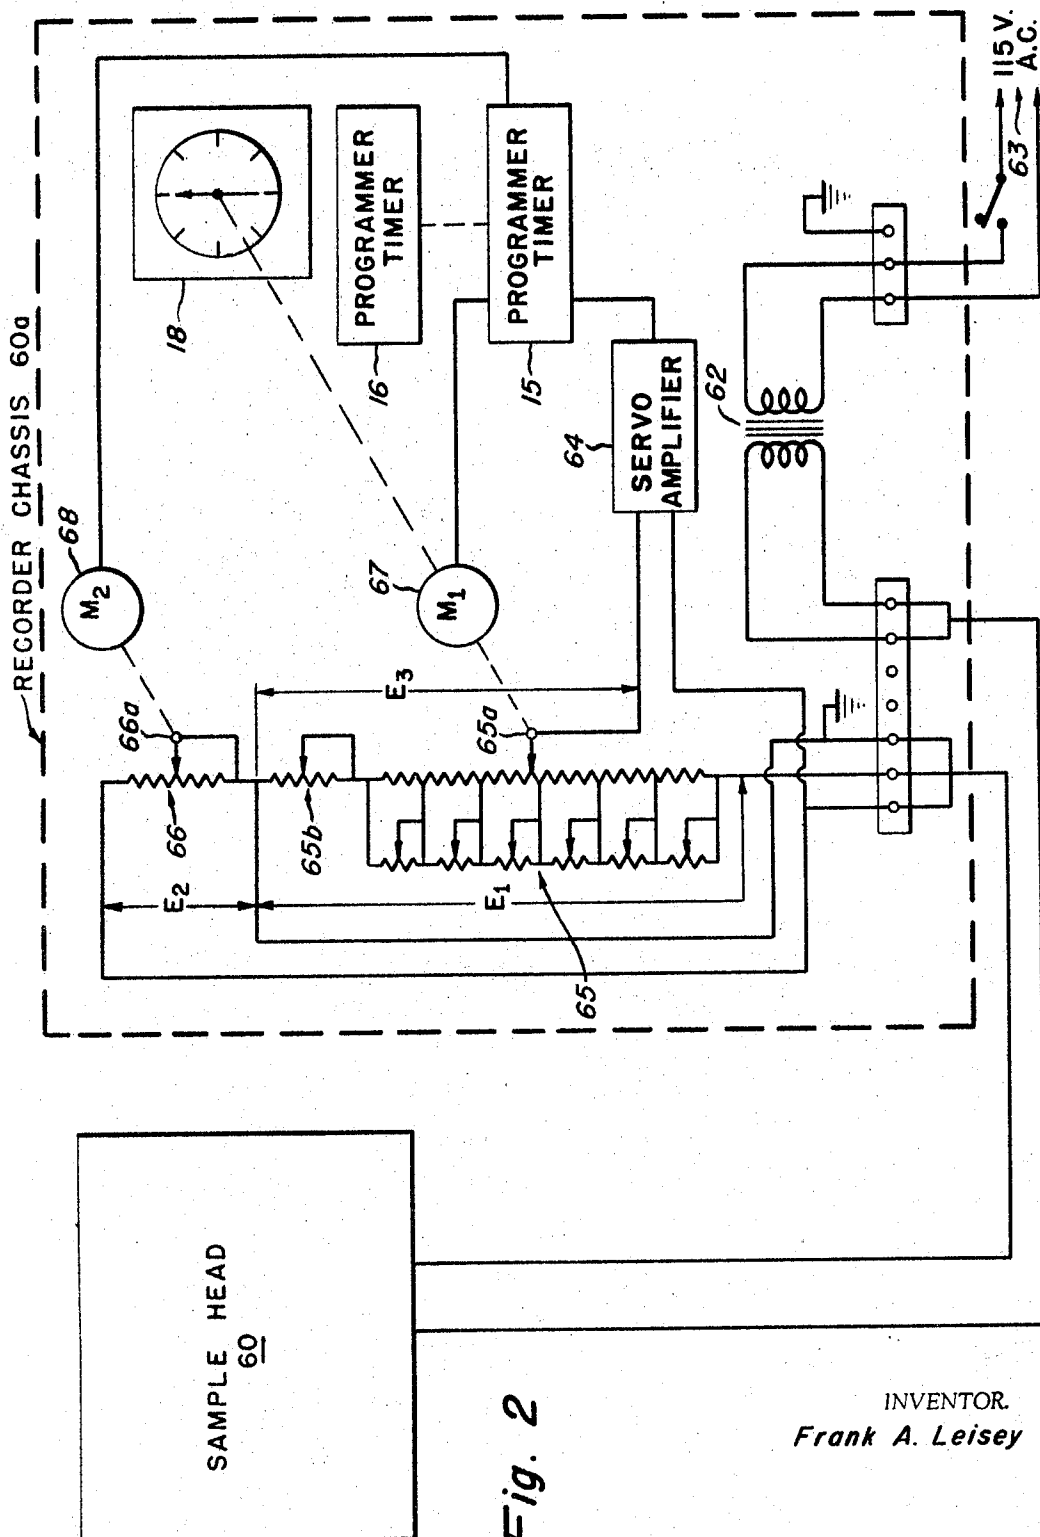 RECORDER CHASSIS 60a
M2
68
18
PROGRAMMER
TIMER
16
PROGRAMMER
TIMER
15
M1
67
SERVO
AMPLIFIER
64
62
115 V.
A.C.
63
66a
66
65a
65b
65
E3
E2
E1
SAMPLE HEAD
60
Fig. 2
INVENTOR.
Frank A. Leisey